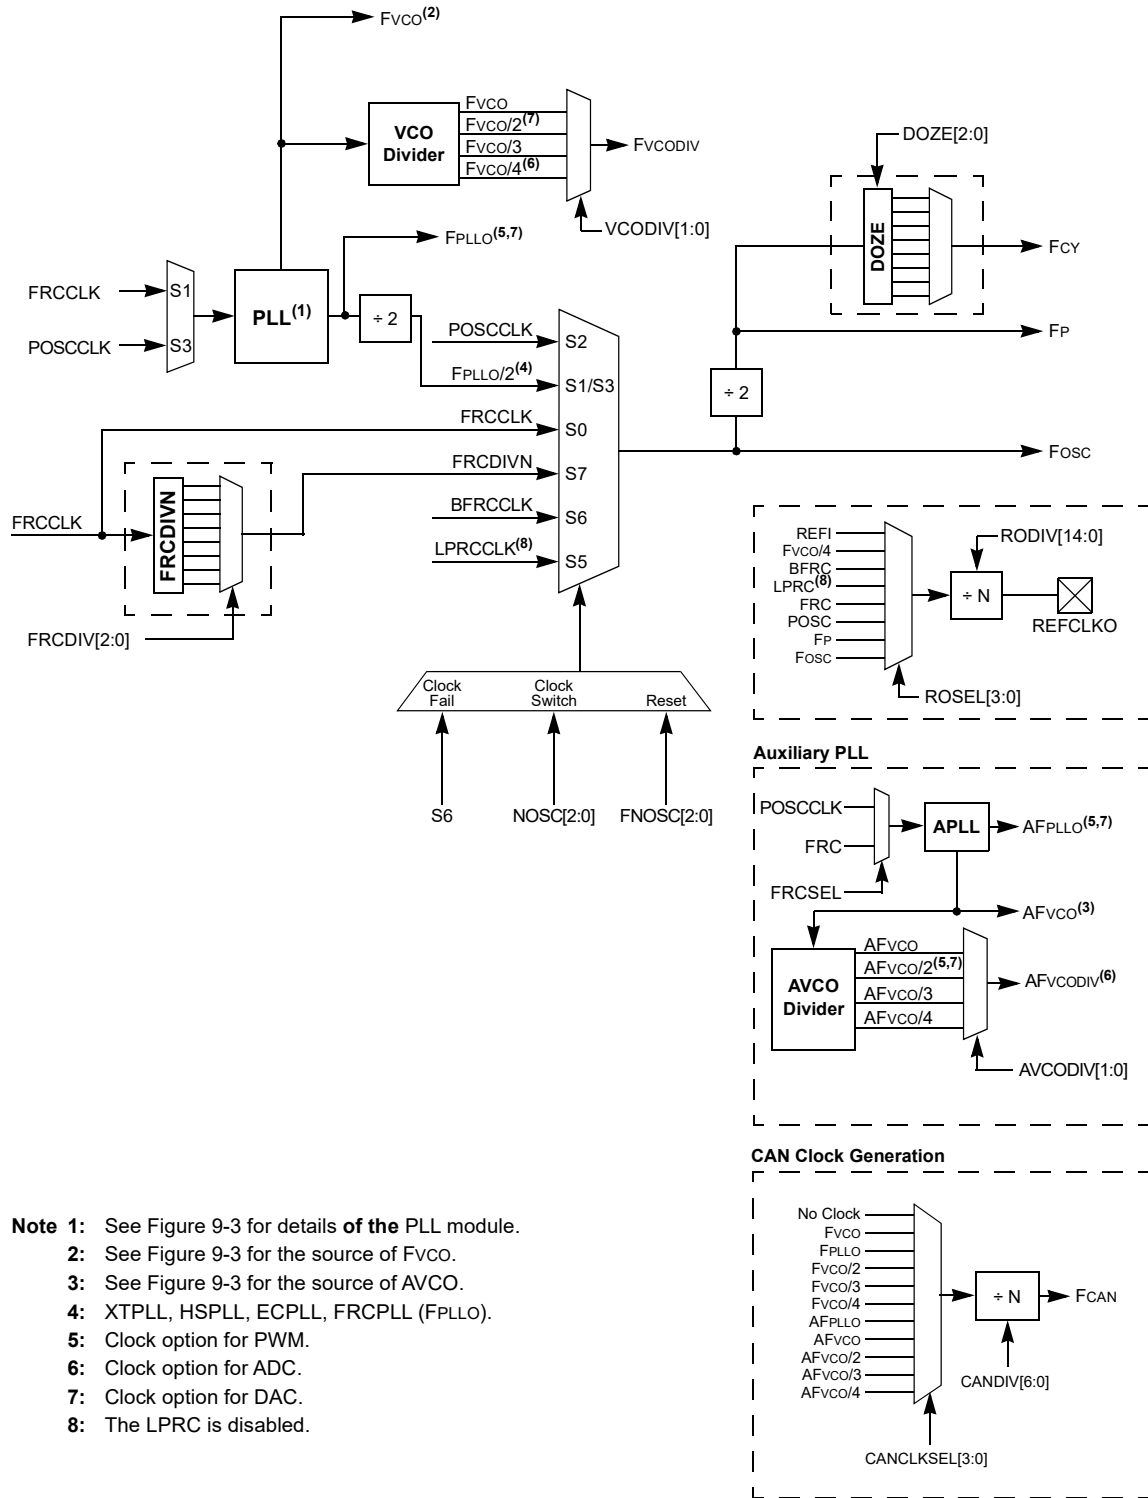 FVCO(2)
VCO Divider
FVCO
FVCO/2(7)
FVCO/3
FVCO/4(6)
FVCODIV
VCODIV[1:0]
DOZE[2:0]
DOZE
FCY
FP
÷ 2
FOSC
FPLLO(5,7)
FRCCLK
S1
POSCCLK
S3
PLL(1)
÷ 2
POSCCLK
S2
FPLLO/2(4)
S1/S3
FRCCLK
S0
FRCDIVN
S7
BFRCCLK
S6
LPRCCLK(8)
S5
FRCCLK
FRCDIVN
FRCDIV[2:0]
Clock Fail
Clock Switch
Reset
S6
NOSC[2:0]
FNOSC[2:0]
REFI
FVCO/4
BFRC
LPRC(8)
FRC
POSC
FP
FOSC
RODIV[14:0]
÷ N
REFCLKO
ROSEL[3:0]
Auxiliary PLL
POSCCLK
FRC
FRCSEL
APLL
AFPLLO(5,7)
AFVCO(3)
AVCO Divider
AFVCO
AFVCO/2(5,7)
AFVCO/3
AFVCO/4
AFVCODIV(6)
AVCODIV[1:0]
CAN Clock Generation
No Clock
FVCO
FPLLO
FVCO/2
FVCO/3
FVCO/4
AFPLLO
AFVCO
AFVCO/2
AFVCO/3
AFVCO/4
÷ N
FCAN
CANDIV[6:0]
CANCLKSEL[3:0]
Note 1: See Figure 9-3 for details of the PLL module.
2: See Figure 9-3 for the source of FVCO.
3: See Figure 9-3 for the source of AVCO.
4: XTPLL, HSPLL, ECPLL, FRCPLL (FPLLO).
5: Clock option for PWM.
6: Clock option for ADC.
7: Clock option for DAC.
8: The LPRC is disabled.